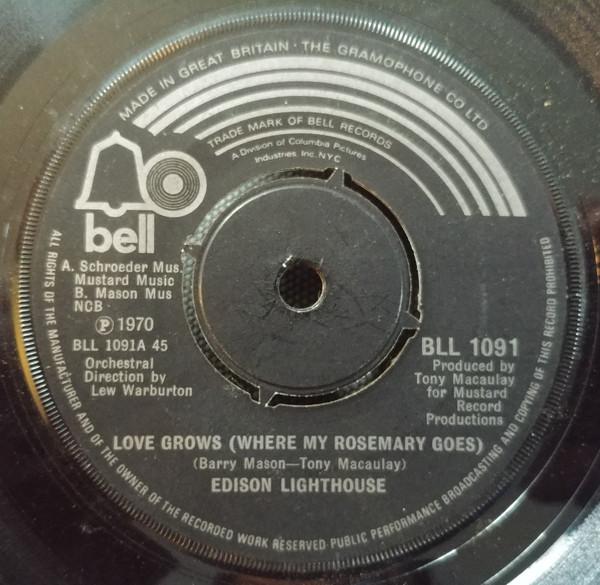 MADE IN GREAT BRITAIN · THE GRAMOPHONE CO LTD
TRADE MARK OF BELL RECORDS
A Division of Columbia Pictures
Industries, Inc. N.Y.C
bell
A. Schroeder Mus.
Mustard Music
B. Mason Mus
NCB
Ⓟ 1970
BLL 1091A 45
Orchestral
Direction by
Lew Warburton
BLL 1091
Produced by
Tony Macaulay
for Mustard
Record
Productions
LOVE GROWS (WHERE MY ROSEMARY GOES)
(Barry Mason—Tony Macaulay)
EDISON LIGHTHOUSE
ALL RIGHTS OF THE MANUFACTURER AND OF THE OWNER OF THE RECORDED WORK RESERVED PUBLIC PERFORMANCE BROADCASTING AND COPYING OF THIS RECORD PROHIBITED